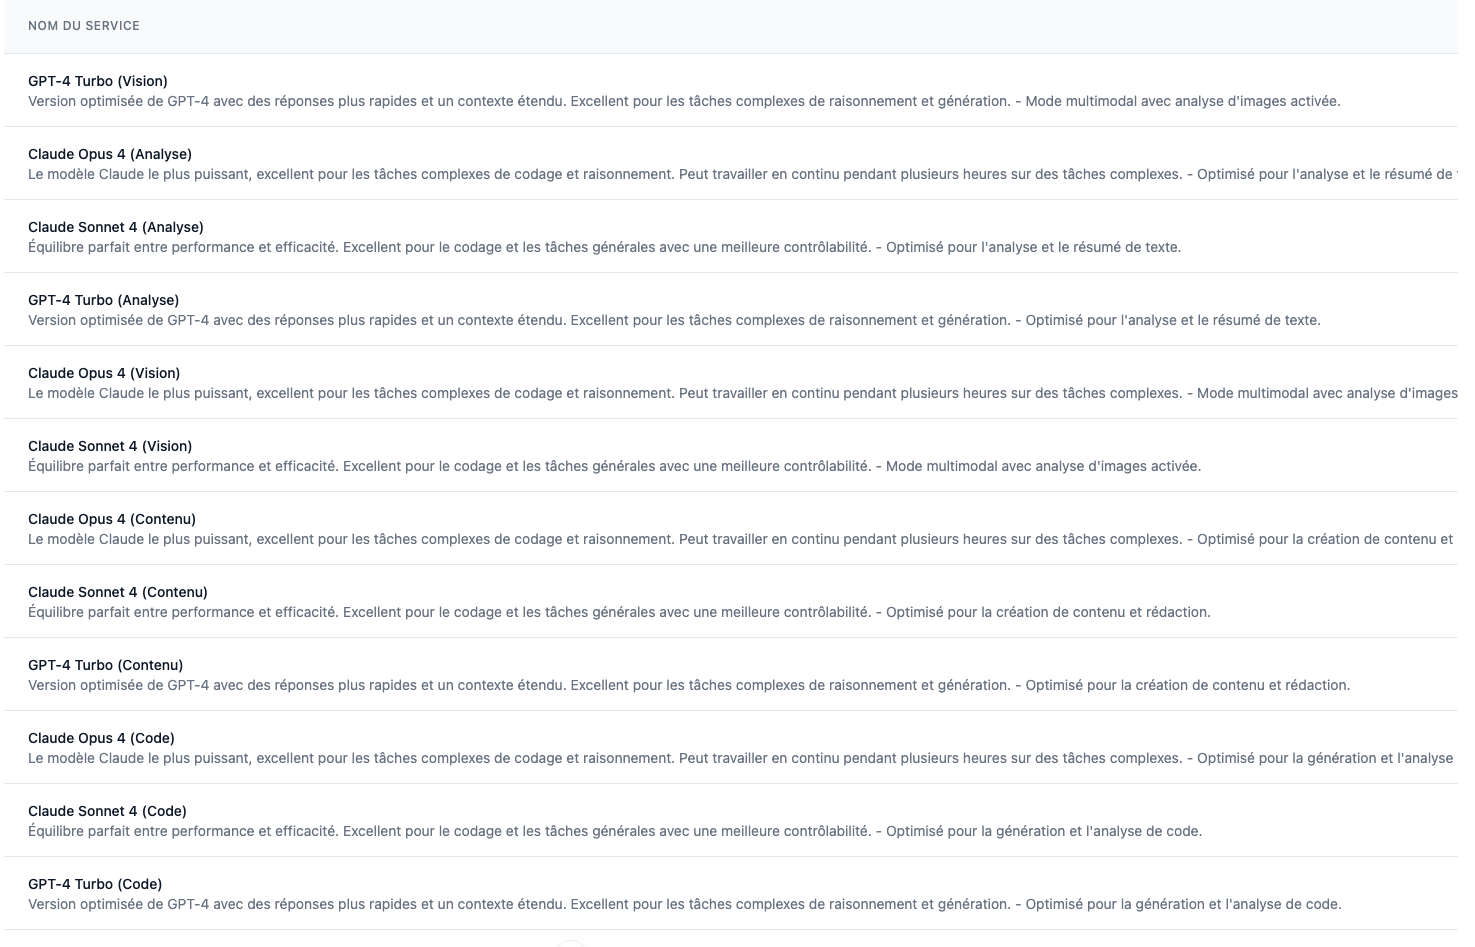 NOM DU SERVICE
GPT-4 Turbo (Vision)
Version optimisée de GPT-4 avec des réponses plus rapides et un contexte étendu. Excellent pour les tâches complexes de raisonnement et génération. - Mode multimodal avec analyse d'images activée.
Claude Opus 4 (Analyse)
Le modèle Claude le plus puissant, excellent pour les tâches complexes de codage et raisonnement. Peut travailler en continu pendant plusieurs heures sur des tâches complexes. - Optimisé pour l'analyse et le résumé de
Claude Sonnet 4 (Analyse)
Équilibre parfait entre performance et efficacité. Excellent pour le codage et les tâches générales avec une meilleure contrôlabilité. - Optimisé pour l'analyse et le résumé de texte.
GPT-4 Turbo (Analyse)
Version optimisée de GPT-4 avec des réponses plus rapides et un contexte étendu. Excellent pour les tâches complexes de raisonnement et génération. - Optimisé pour l'analyse et le résumé de texte.
Claude Opus 4 (Vision)
Le modèle Claude le plus puissant, excellent pour les tâches complexes de codage et raisonnement. Peut travailler en continu pendant plusieurs heures sur des tâches complexes. - Mode multimodal avec analyse d'images
Claude Sonnet 4 (Vision)
Équilibre parfait entre performance et efficacité. Excellent pour le codage et les tâches générales avec une meilleure contrôlabilité. - Mode multimodal avec analyse d'images activée.
Claude Opus 4 (Contenu)
Le modèle Claude le plus puissant, excellent pour les tâches complexes de codage et raisonnement. Peut travailler en continu pendant plusieurs heures sur des tâches complexes. - Optimisé pour la création de contenu et
Claude Sonnet 4 (Contenu)
Équilibre parfait entre performance et efficacité. Excellent pour le codage et les tâches générales avec une meilleure contrôlabilité. - Optimisé pour la création de contenu et rédaction.
GPT-4 Turbo (Contenu)
Version optimisée de GPT-4 avec des réponses plus rapides et un contexte étendu. Excellent pour les tâches complexes de raisonnement et génération. - Optimisé pour la création de contenu et rédaction.
Claude Opus 4 (Code)
Le modèle Claude le plus puissant, excellent pour les tâches complexes de codage et raisonnement. Peut travailler en continu pendant plusieurs heures sur des tâches complexes. - Optimisé pour la génération et l'analyse
Claude Sonnet 4 (Code)
Équilibre parfait entre performance et efficacité. Excellent pour le codage et les tâches générales avec une meilleure contrôlabilité. - Optimisé pour la génération et l'analyse de code.
GPT-4 Turbo (Code)
Version optimisée de GPT-4 avec des réponses plus rapides et un contexte étendu. Excellent pour les tâches complexes de raisonnement et génération. - Optimisé pour la génération et l'analyse de code.